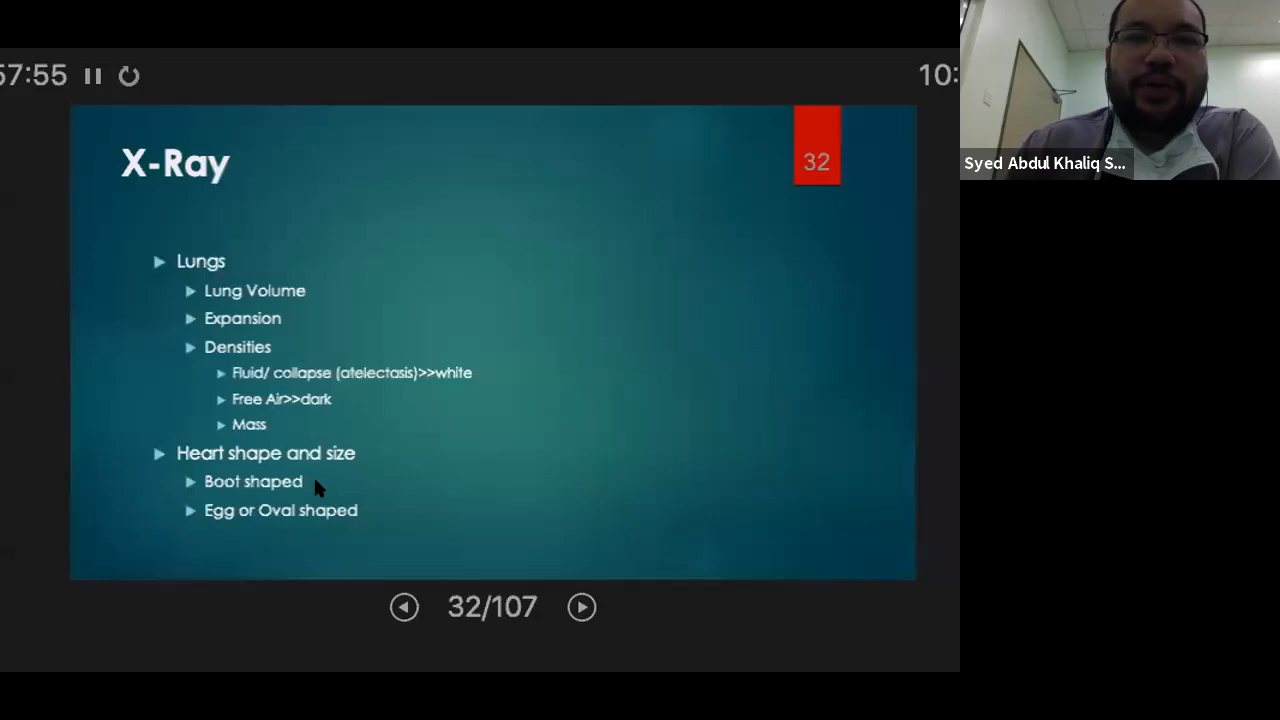 57:55
10:
X-Ray
32
Lungs
Lung Volume
Expansion
Densities
Fluid/ collapse (atelectasis)>>white
Free Air>>dark
Mass
Heart shape and size
Boot shaped
Egg or Oval shaped
32/107
Syed Abdul Khaliq S...